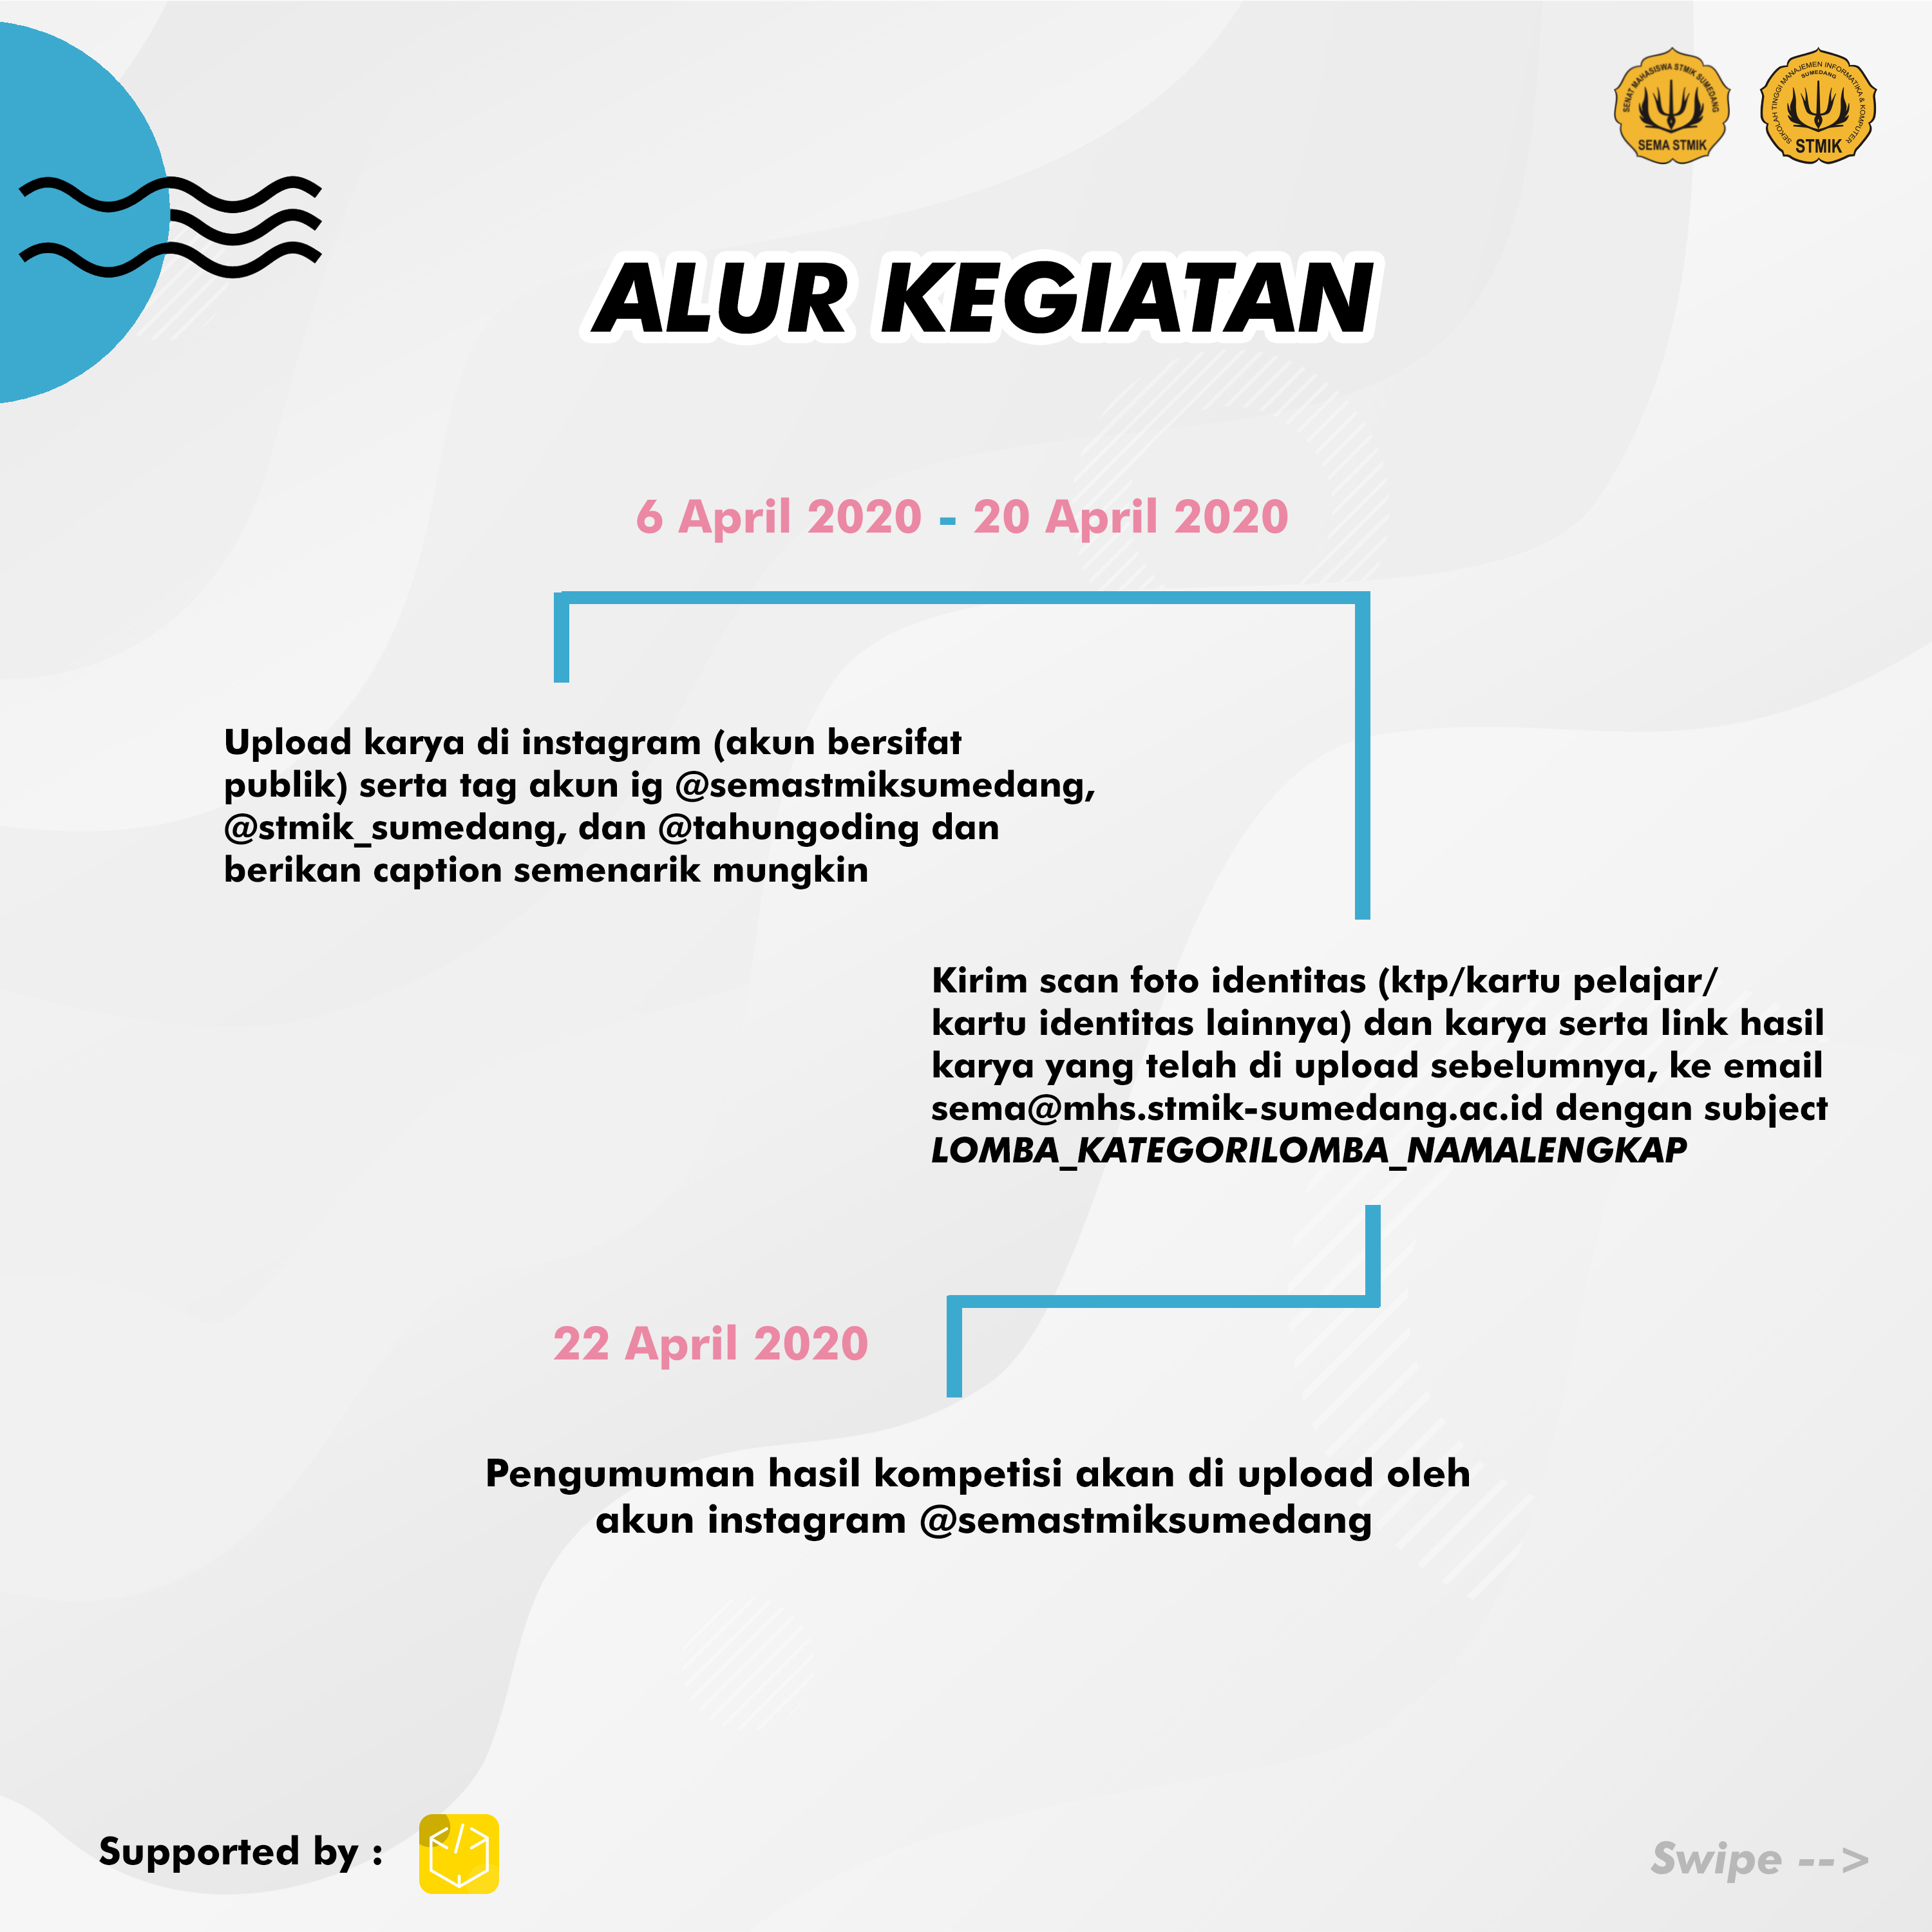 SENAT MAHASISWA STMIK SUMEDANG
SEMA STMIK
SEKOLAH TINGGI MANAJEMEN INFORMATIKA & KOMPUTER
SUMEDANG
STMIK
ALUR KEGIATAN
6 April 2020 - 20 April 2020
Upload karya di instagram (akun bersifat
publik) serta tag akun ig @semastmiksumedang,
@stmik_sumedang, dan @tahungoding dan
berikan caption semenarik mungkin
Kirim scan foto identitas (ktp/kartu pelajar/
kartu identitas lainnya) dan karya serta link hasil
karya yang telah di upload sebelumnya, ke email
sema@mhs.stmik-sumedang.ac.id dengan subject
LOMBA_KATEGORILOMBA_NAMALENGKAP
22 April 2020
Pengumuman hasil kompetisi akan di upload oleh
akun instagram @semastmiksumedang
Supported by :
Swipe -->